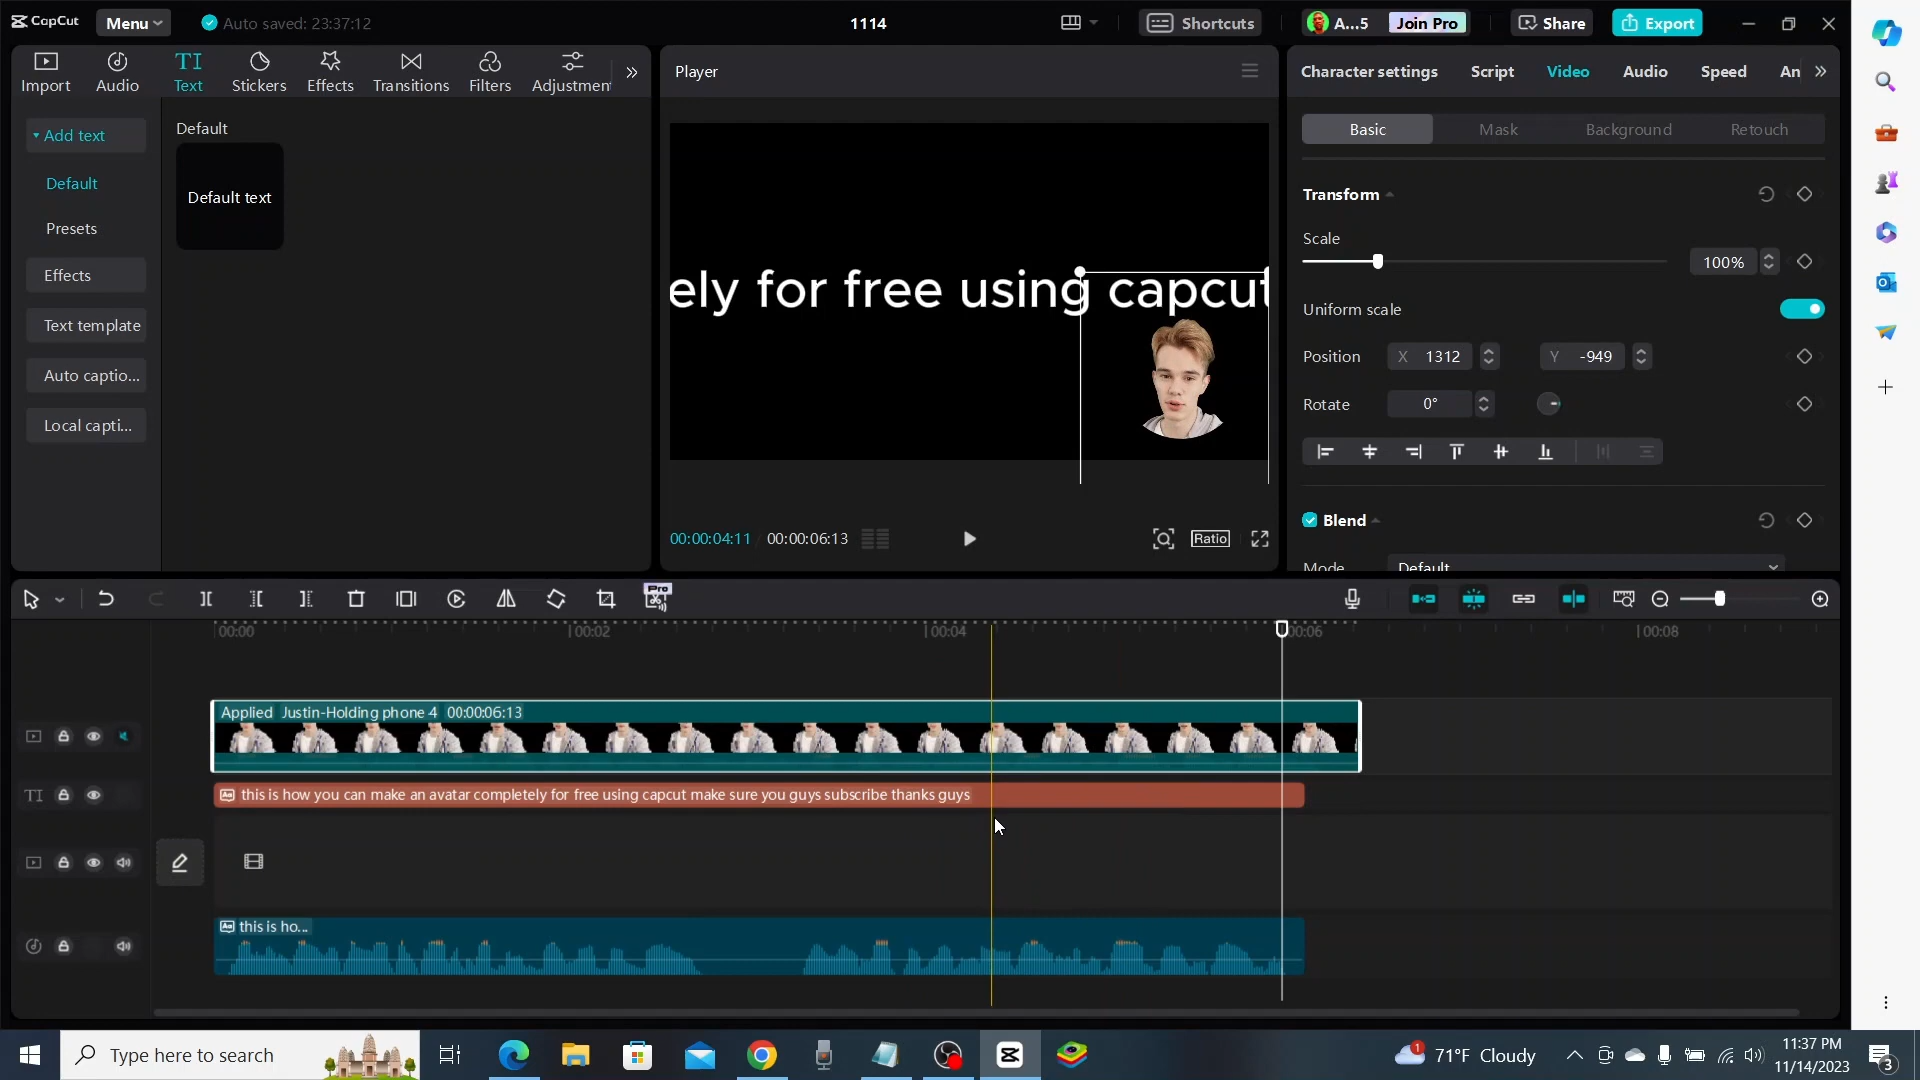 CapCut
Menu
Auto saved: 23:37:12
1114
Shortcuts
A...5
Join Pro
Share
Export
Import
Audio
TI
Text
Stickers
Effects
Transitions
Filters
Adjustmen
Player
Character settings
Script
Video
Audio
Speed
An
Add text
Default
Presets
Effects
Text template
Auto captio...
Local capti...
Default
Default text
ely for free using capcut
00:00:04:11
00:00:06:13
Ratio
Basic
Mask
Background
Retouch
Transform
Scale
100%
Uniform scale
Position
X 1312
Y -949
Rotate
0°
Blend
Mode
Default
Pro
00:00
00:02
00:04
00:06
00:08
Applied Justin-Holding phone 4 00:00:06:13
TI
this is how you can make an avatar completely for free using capcut make sure you guys subscribe thanks guys
this is ho...
Type here to search
1
71°F Cloudy
11:37 PM
11/14/2023
3